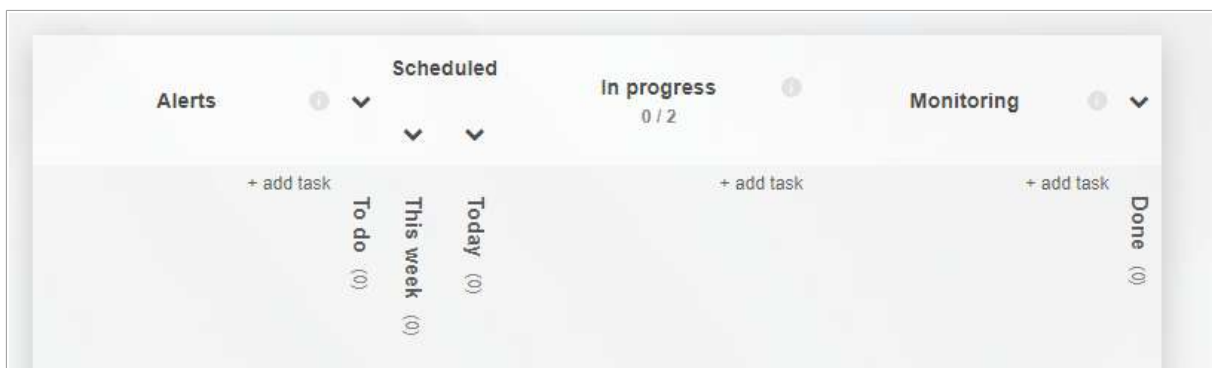 Alerts
Scheduled
In progress
0 / 2
Monitoring
+ add task
To do (0)
This week (0)
Today (0)
+ add task
+ add task
Done (0)